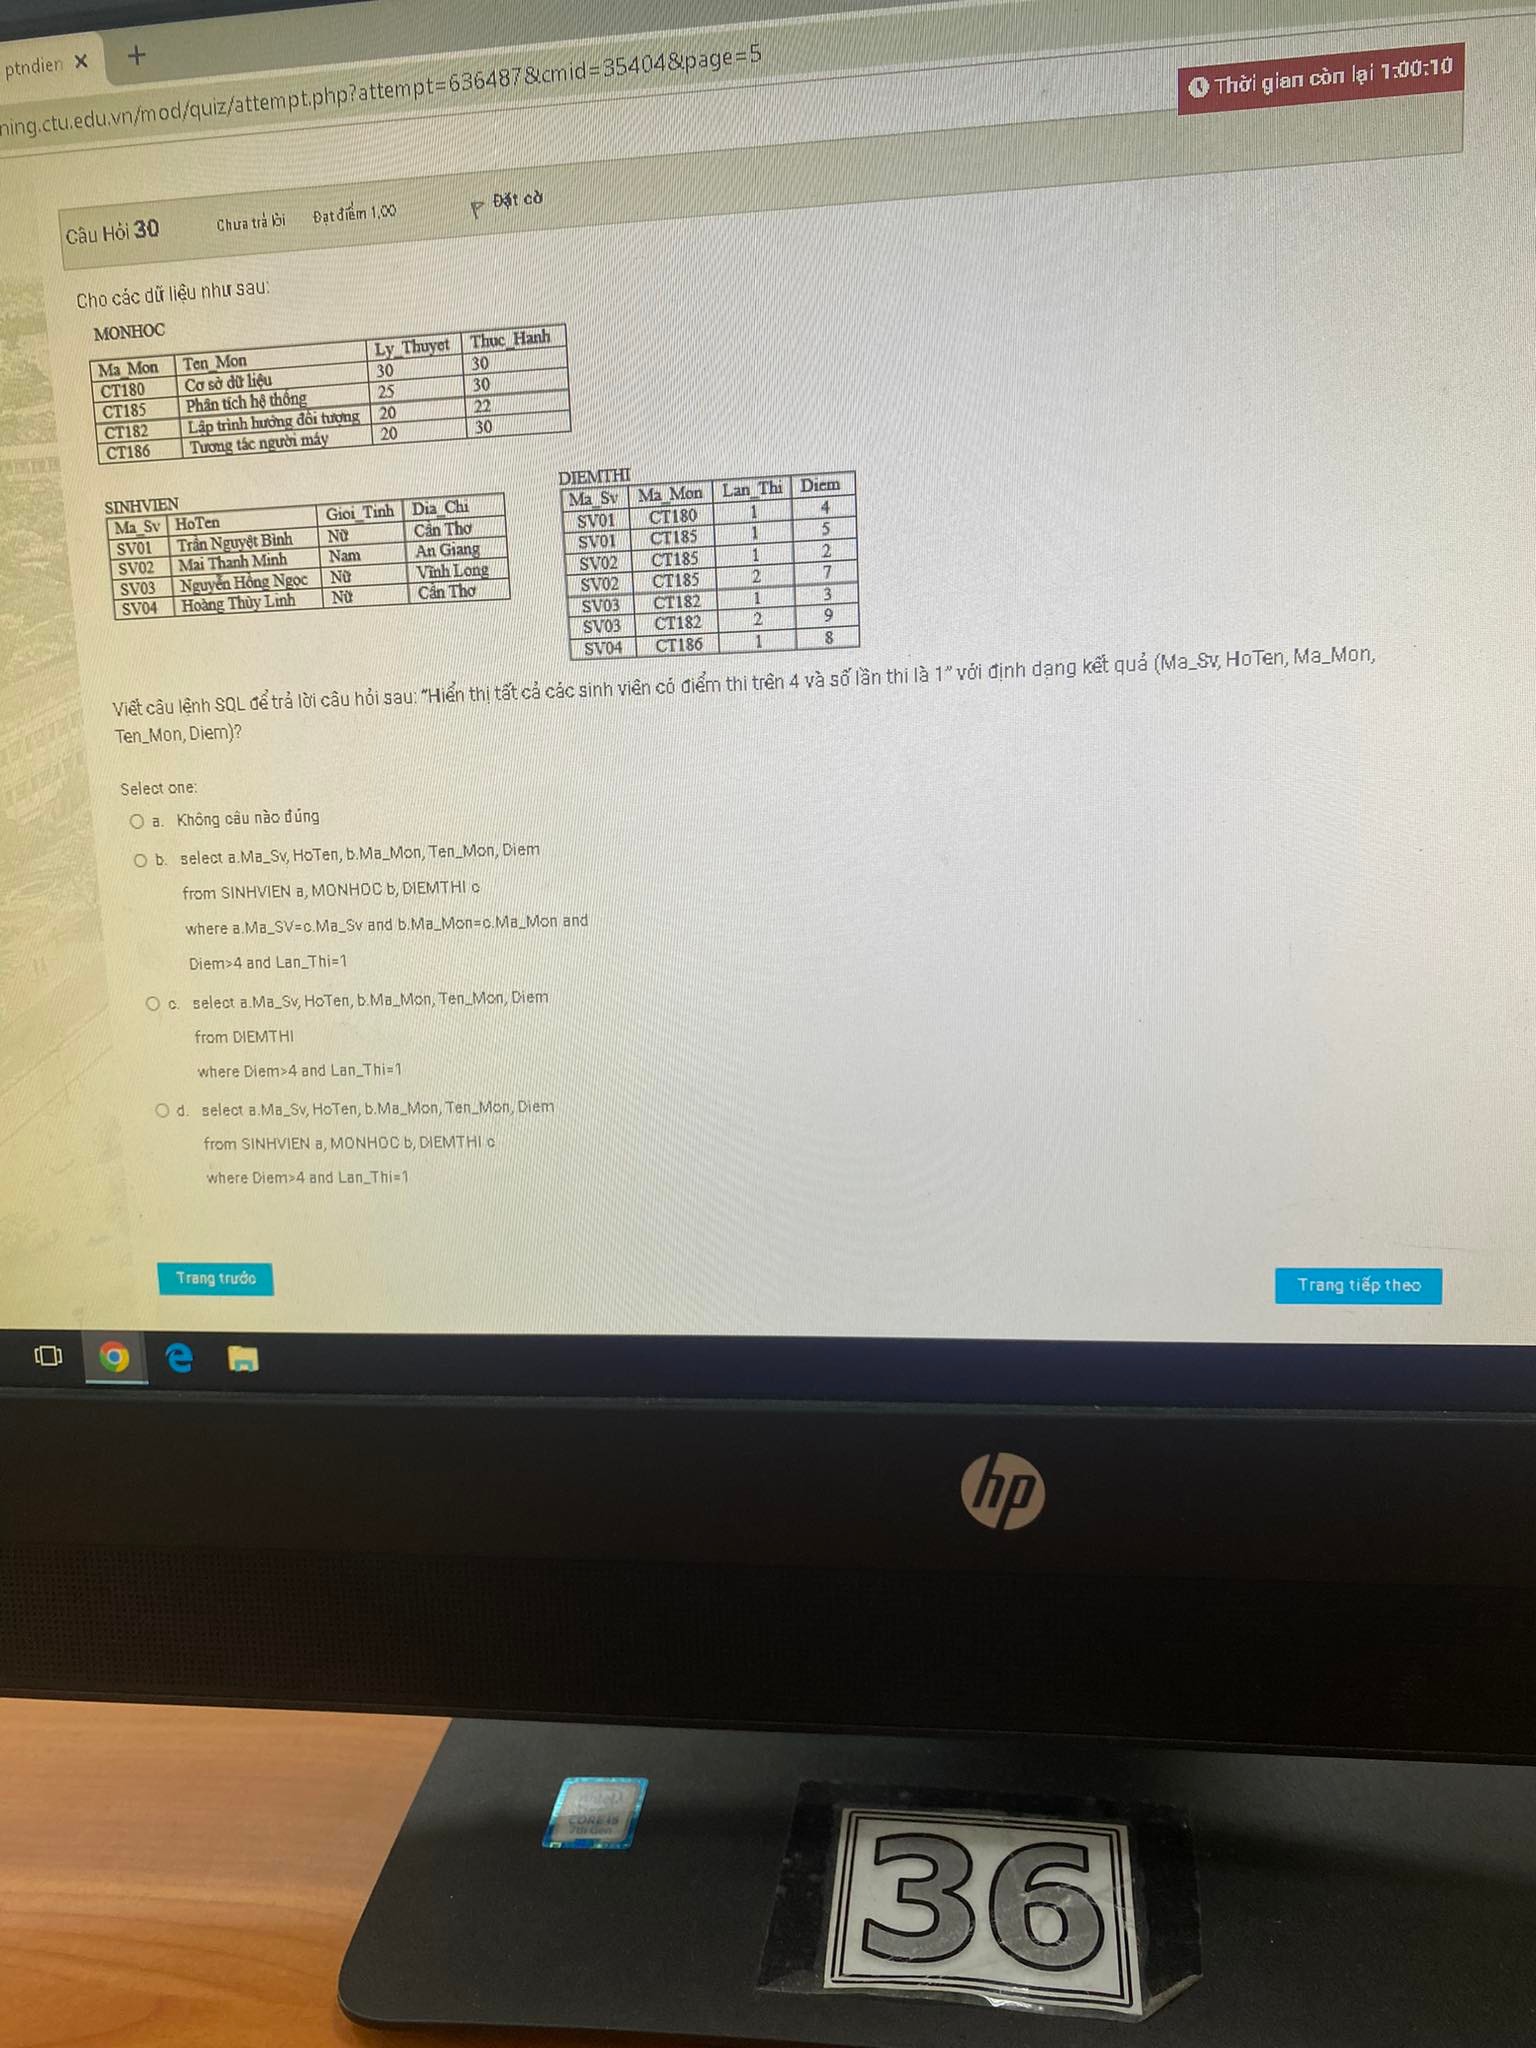 ptndien
ning.ctu.edu.vn/mod/quiz/attempt.php?attempt=636487&cmid=35404&page=5
Thời gian còn lại 1:00:10
Câu Hỏi 30 Chưa trả lời Đạt điểm 1,00 Đặt cờ
Cho các dữ liệu như sau:
MONHOC
Ma_Mon Ten_Mon Ly_Thuyet Thuc_Hanh
CT180 Cơ sở dữ liệu 30 30
CT185 Phân tích hệ thống 25 30
CT182 Lập trình hướng đối tượng 20 22
CT186 Tương tác người máy 20 30
SINHVIEN
Ma_Sv HoTen Gioi_Tinh Dia_Chi
SV01 Trần Nguyệt Bình Nữ Cần Thơ
SV02 Mai Thanh Minh Nam An Giang
SV03 Nguyễn Hồng Ngọc Nữ Vĩnh Long
SV04 Hoàng Thùy Linh Nữ Cần Thơ
DIEMTHI
Ma_Sv Ma_Mon Lan_Thi Diem
SV01 CT180 1 4
SV01 CT185 1 5
SV02 CT185 1 2
SV02 CT185 2 7
SV03 CT182 1 3
SV03 CT182 2 9
SV04 CT186 1 8
Viết câu lệnh SQL để trả lời câu hỏi sau: "Hiển thị tất cả các sinh viên có điểm thi trên 4 và số lần thi là 1" với định dạng kết quả (Ma_Sv, HoTen, Ma_Mon,
Ten_Mon, Diem)?
Select one:
a. Không câu nào đúng
b. select a.Ma_Sv, HoTen, b.Ma_Mon, Ten_Mon, Diem
from SINHVIEN a, MONHOC b, DIEMTHI c
where a.Ma_SV=c.Ma_Sv and b.Ma_Mon=c.Ma_Mon and
Diem>4 and Lan_Thi=1
c. select a.Ma_Sv, HoTen, b.Ma_Mon, Ten_Mon, Diem
from DIEMTHI
where Diem>4 and Lan_Thi=1
d. select a.Ma_Sv, HoTen, b.Ma_Mon, Ten_Mon, Diem
from SINHVIEN a, MONHOC b, DIEMTHI c
where Diem>4 and Lan_Thi=1
Trang trước
Trang tiếp theo
hp
CORE i5
7th Gen
36